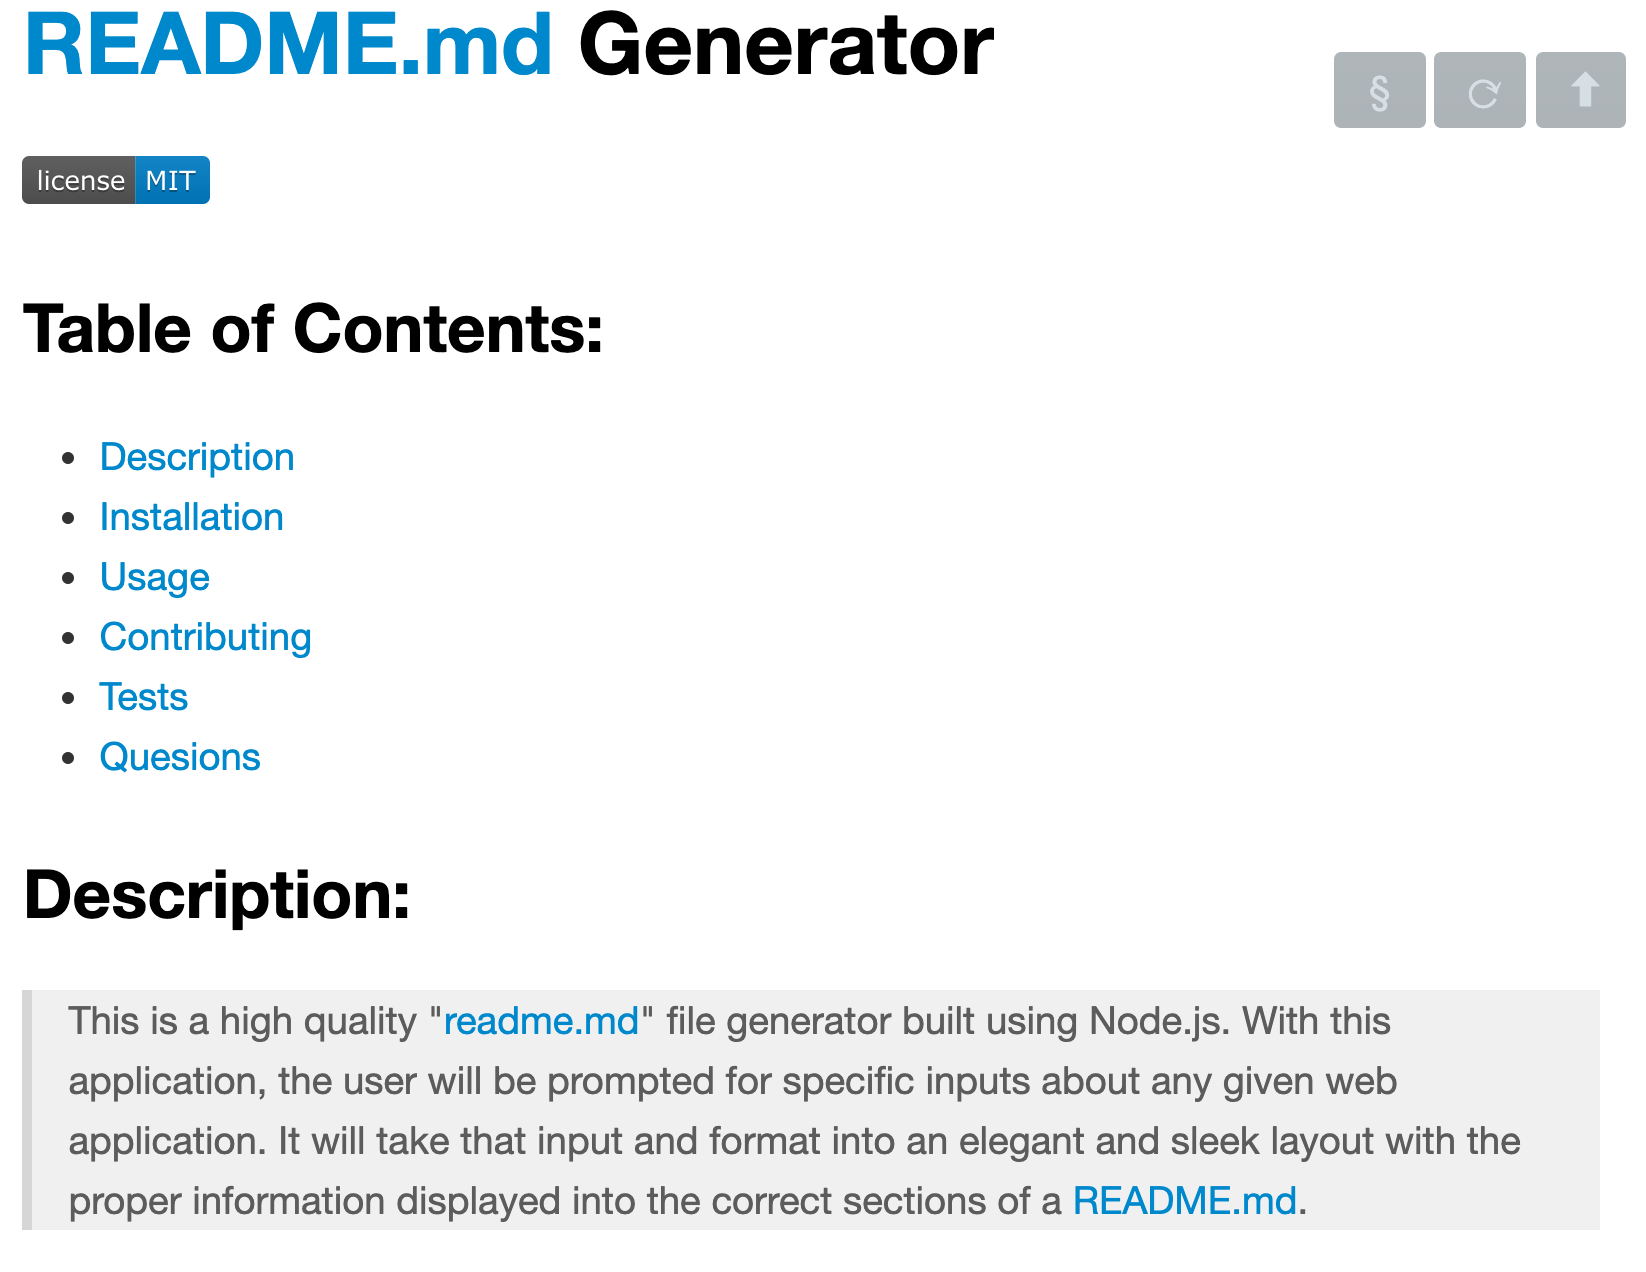 README.md Generator
§
license MIT
Table of Contents:
Description
Installation
Usage
Contributing
Tests
Quesions
Description:
This is a high quality "readme.md" file generator built using Node.js. With this
application, the user will be prompted for specific inputs about any given web
application. It will take that input and format into an elegant and sleek layout with the
proper information displayed into the correct sections of a README.md.